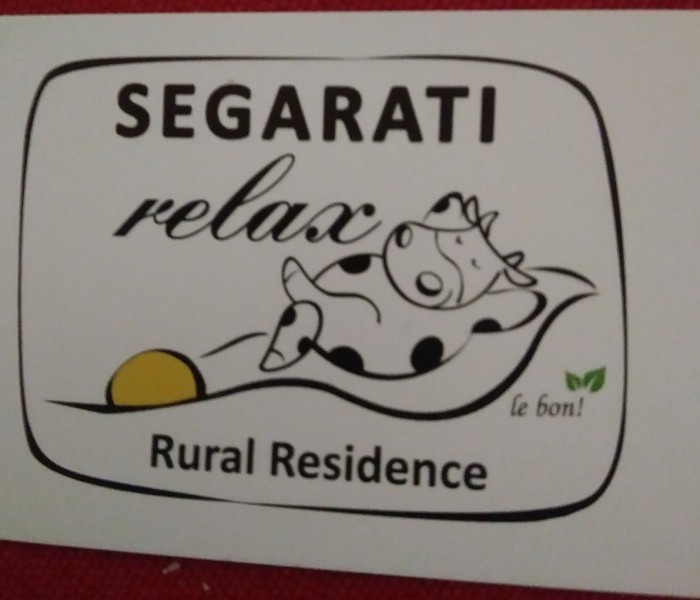 SEGARATI
relax
le bon!
Rural Residence